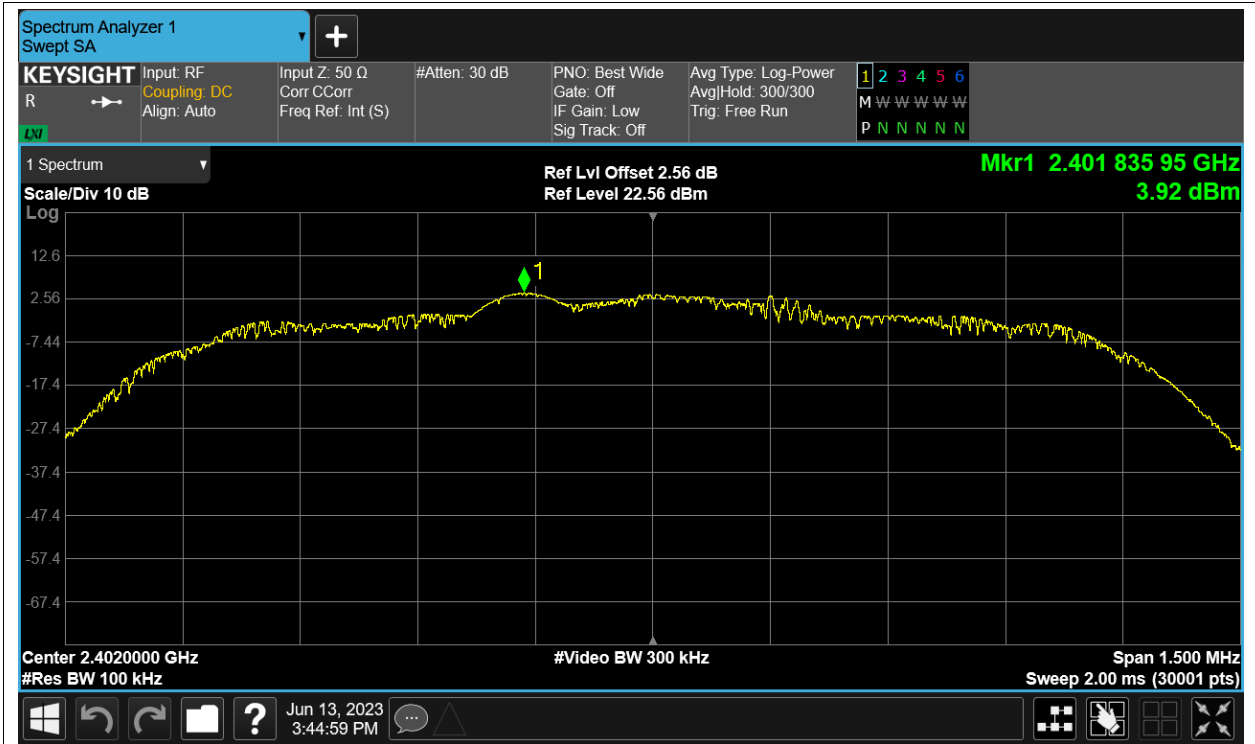 Spectrum Analyzer 1
Swept SA
KEYSIGHT
R
LXI
Input: RF
Coupling: DC
Align: Auto
Input Z: 50 Ω
Corr CCorr
Freq Ref: Int (S)
#Atten: 30 dB
PNO: Best Wide
Gate: Off
IF Gain: Low
Sig Track: Off
Avg Type: Log-Power
Avg|Hold: 300/300
Trig: Free Run
1 2 3 4 5 6
M W W W W W
P N N N N N
1 Spectrum
Scale/Div 10 dB
Log
Ref Lvl Offset 2.56 dB
Ref Level 22.56 dBm
Mkr1 2.401 835 95 GHz
3.92 dBm
12.6
1
2.56
-7.44
-17.4
-27.4
-37.4
-47.4
-57.4
-67.4
Center 2.4020000 GHz
#Video BW 300 kHz
Span 1.500 MHz
#Res BW 100 kHz
Sweep 2.00 ms (30001 pts)
?
Jun 13, 2023
3:44:59 PM